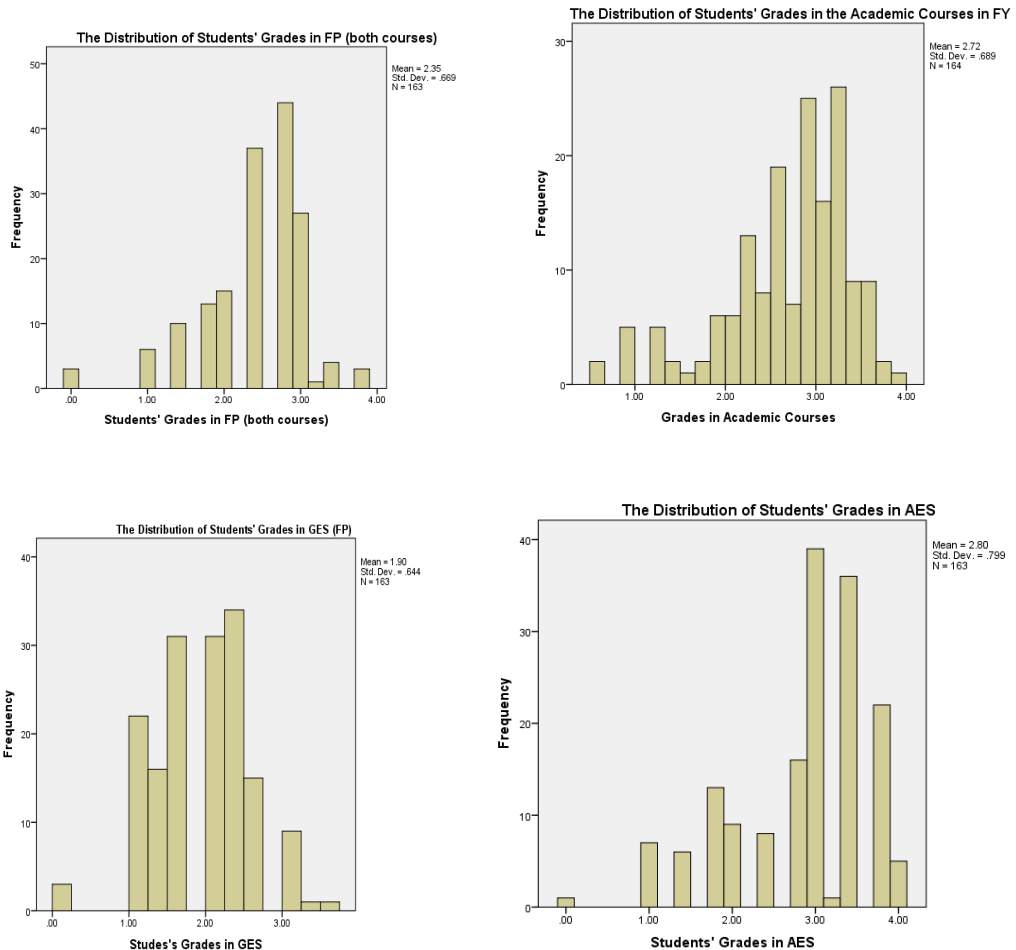 The Distribution of Students' Grades in FP (both courses)
Mean = 2.35
Std. Dev. = .669
N = 163
50
40
30
20
10
0
Frequency
.00 1.00 2.00 3.00 4.00
Students' Grades in FP (both courses)
The Distribution of Students' Grades in the Academic Courses in FY
Mean = 2.72
Std. Dev. = .689
N = 164
30
20
10
0
Frequency
1.00 2.00 3.00 4.00
Grades in Academic Courses
The Distribution of Students' Grades in GES (FP)
Mean = 1.90
Std. Dev. = .644
N = 163
40
30
20
10
0
Frequency
.00 1.00 2.00 3.00
Studes's Grades in GES
The Distribution of Students' Grades in AES
Mean = 2.80
Std. Dev. = .799
N = 163
40
30
20
10
0
Frequency
.00 1.00 2.00 3.00 4.00
Students' Grades in AES